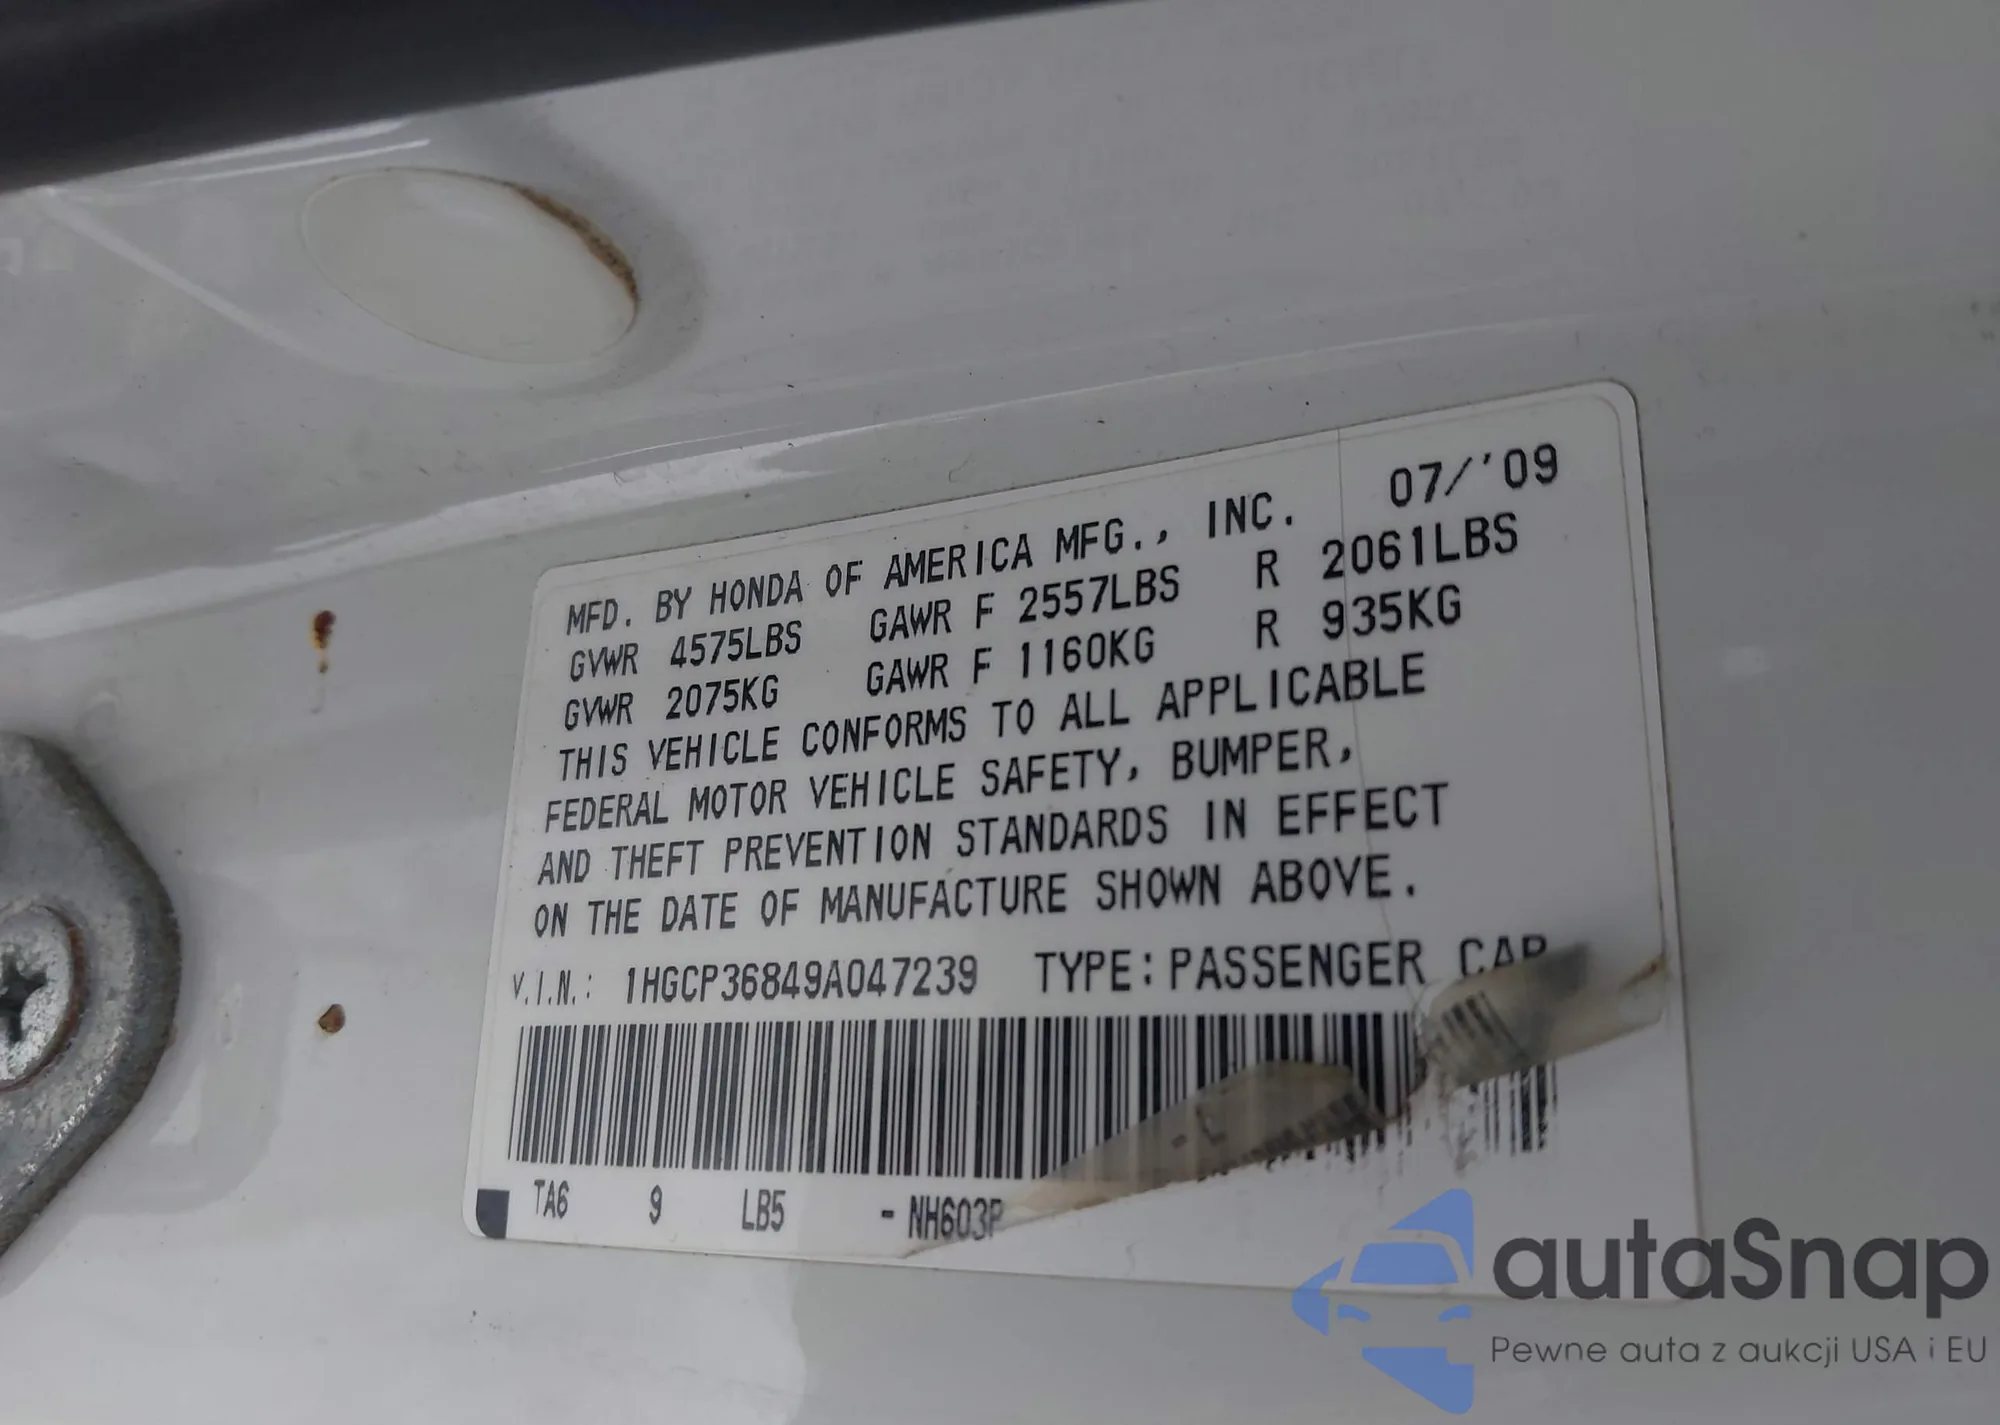 07/'09
MFD. BY HONDA OF AMERICA MFG., INC.
GVWR 4575LBS GAWR F 2557LBS R 2061LBS
GVWR 2075KG GAWR F 1160KG R 935KG
THIS VEHICLE CONFORMS TO ALL APPLICABLE
FEDERAL MOTOR VEHICLE SAFETY, BUMPER,
AND THEFT PREVENTION STANDARDS IN EFFECT
ON THE DATE OF MANUFACTURE SHOWN ABOVE.
V.I.N.: 1HGCP36849A047239 TYPE:PASSENGER CAR
TA6 9 LB5 -NH603P
autaSnap
Pewne auta z aukcji USA i EU